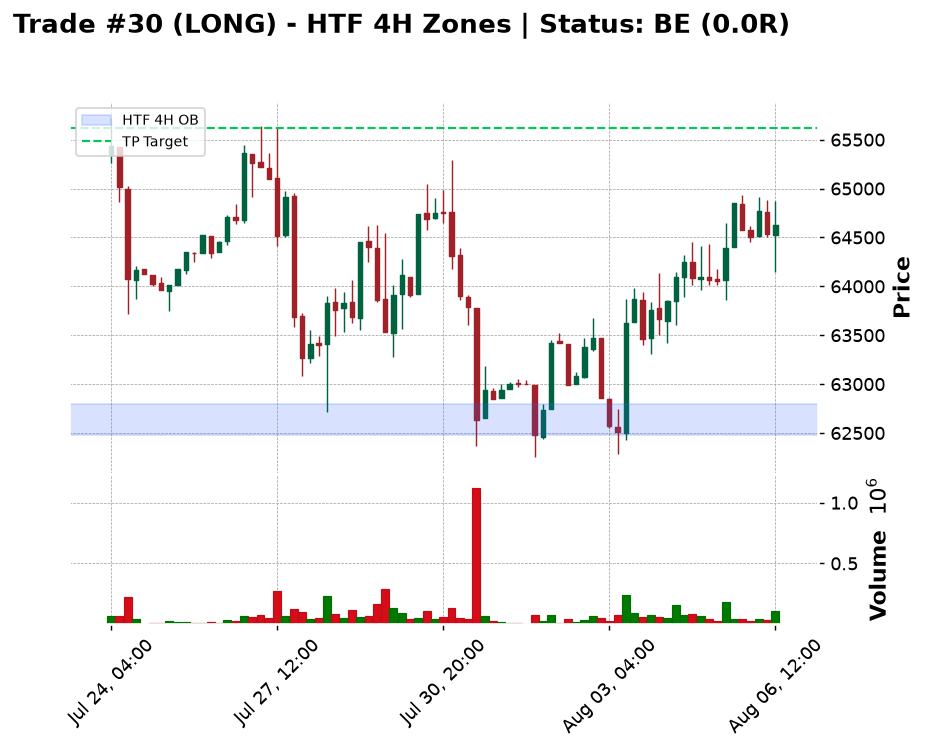 Trade #30 (LONG) - HTF 4H Zones | Status: BE (0.0R)
HTF 4H OB
TP Target
65500
65000
64500
64000
63500
63000
62500
Price
1.0
0.5
Volume 10⁶
Jul 24, 04:00
Jul 27, 12:00
Jul 30, 20:00
Aug 03, 04:00
Aug 06, 12:00